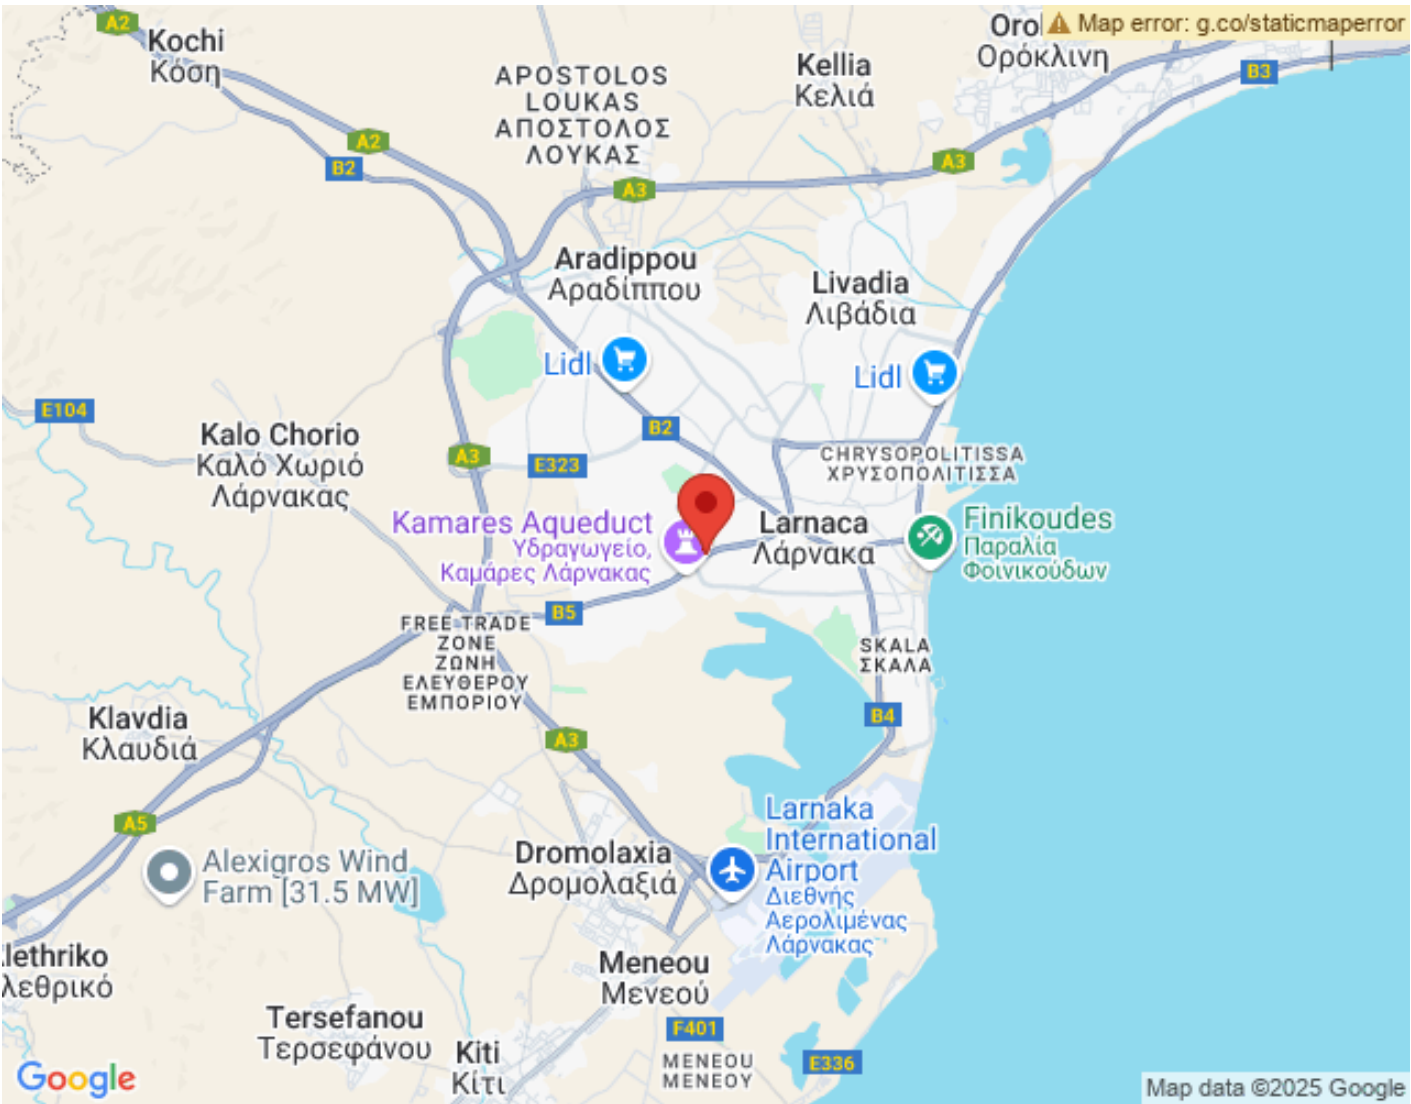 A2
Kochi
Κόση
APOSTOLOS
LOUKAS
ΑΠΟΣΤΟΛΟΣ
ΛΟΥΚΑΣ
Kellia
Κελιά
Ορόκλινη
Map error: g.co/staticmaperror
B3
A2
B2
A3
A3
Aradippou
Αραδίππου
Livadia
Λιβάδια
Lidl
Lidl
E104
Kalo Chorio
Καλό Χωριό
Λάρνακας
B2
A3
E323
CHRYSOPOLITISSA
ΧΡΥΣΟΠΟΛΙΤΙΣΣΑ
Kamares Aqueduct
Υδραγωγείο,
Καμάρες Λάρνακας
Larnaca
Λάρνακα
Finikoudes
Παραλία
Φοινικούδων
B5
FREE TRADE
ZONE
ΖΩΝΗ
ΕΛΕΥΘΕΡΟΥ
ΕΜΠΟΡΙΟΥ
SKALA
ΣΚΑΛΑ
Klavdia
Κλαυδιά
B4
A3
A5
Alexigros Wind
Farm [31.5 MW]
Dromolaxia
Δρομολαξιά
Larnaka
International
Airport
Διεθνής
Αερολιμένας
Λάρνακας
lethriko
λεθρικό
Meneou
Μενεού
Tersefanou
Τερσεφάνου
Kiti
Κίτι
F401
MENEOU
ΜΕΝΕΟΥ
E336
Google
Map data ©2025 Google